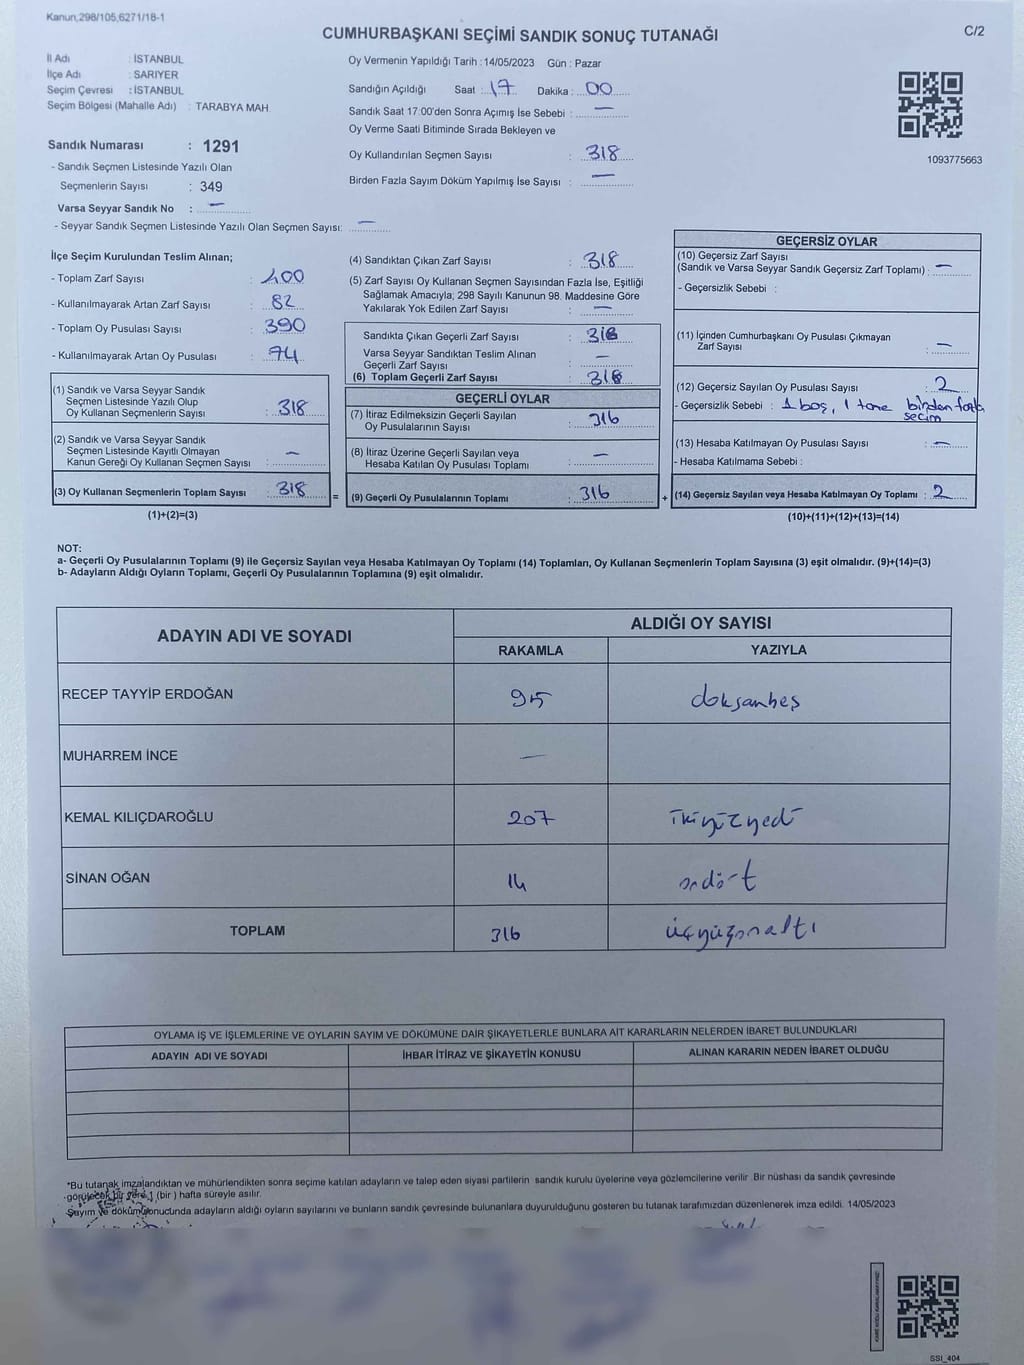 Kanun,298/105,6271/18-1
CUMHURBAŞKANI SEÇİMİ SANDIK SONUÇ TUTANAĞI
C/2
İl Adı : İSTANBUL
İlçe Adı : SARIYER
Seçim Çevresi : İSTANBUL
Seçim Bölgesi (Mahalle Adı) : TARABYA MAH
Sandık Numarası : 1291
- Sandık Seçmen Listesinde Yazılı Olan
Seçmenlerin Sayısı : 349
Varsa Seyyar Sandık No : —
- Seyyar Sandık Seçmen Listesinde Yazılı Olan Seçmen Sayısı: —
Oy Vermenin Yapıldığı Tarih : 14/05/2023 Gün : Pazar
Sandığın Açıldığı Saat : 17 Dakika : 00
Sandık Saat 17:00'den Sonra Açımış İse Sebebi : —
Oy Verme Saati Bitiminde Sırada Bekleyen ve
Oy Kullandırılan Seçmen Sayısı : 318
Birden Fazla Sayım Döküm Yapılmış İse Sayısı : —
1093775663
İlçe Seçim Kurulundan Teslim Alınan;
- Toplam Zarf Sayısı : 400
- Kullanılmayarak Artan Zarf Sayısı : 82
- Toplam Oy Pusulası Sayısı : 390
- Kullanılmayarak Artan Oy Pusulası : 74
(1) Sandık ve Varsa Seyyar Sandık
Seçmen Listesinde Yazılı Olup
Oy Kullanan Seçmenlerin Sayısı : 318
(2) Sandık ve Varsa Seyyar Sandık
Seçmen Listesinde Kayıtlı Olmayan
Kanun Gereği Oy Kullanan Seçmen Sayısı : —
(3) Oy Kullanan Seçmenlerin Toplam Sayısı : 318
(1)+(2)=(3)
=
(4) Sandıktan Çıkan Zarf Sayısı : 318
(5) Zarf Sayısı Oy Kullanan Seçmen Sayısından Fazla İse, Eşitliği
Sağlamak Amacıyla; 298 Sayılı Kanunun 98. Maddesine Göre
Yakılarak Yok Edilen Zarf Sayısı : —
Sandıkta Çıkan Geçerli Zarf Sayısı : 318
Varsa Seyyar Sandıktan Teslim Alınan
Geçerli Zarf Sayısı : —
(6) Toplam Geçerli Zarf Sayısı : 318
GEÇERLİ OYLAR
(7) İtiraz Edilmeksizin Geçerli Sayılan
Oy Pusulalarının Sayısı : 316
(8) İtiraz Üzerine Geçerli Sayılan veya
Hesaba Katılan Oy Pusulası Toplamı : —
(9) Geçerli Oy Pusulalarının Toplamı : 316
+
GEÇERSİZ OYLAR
(10) Geçersiz Zarf Sayısı
(Sandık ve Varsa Seyyar Sandık Geçersiz Zarf Toplamı) : —
- Geçersizlik Sebebi :
(11) İçinden Cumhurbaşkanı Oy Pusulası Çıkmayan
Zarf Sayısı : —
(12) Geçersiz Sayılan Oy Pusulası Sayısı : 2
- Geçersizlik Sebebi : 1 boş, 1 tane birden fazla
seçim
(13) Hesaba Katılmayan Oy Pusulası Sayısı : —
- Hesaba Katılmama Sebebi :
(14) Geçersiz Sayılan veya Hesaba Katılmayan Oy Toplamı : 2
(10)+(11)+(12)+(13)=(14)
NOT:
a- Geçerli Oy Pusulalarının Toplamı (9) ile Geçersiz Sayılan veya Hesaba Katılmayan Oy Toplamı (14) Toplamları, Oy Kullanan Seçmenlerin Toplam Sayısına (3) eşit olmalıdır. (9)+(14)=(3)
b- Adayların Aldığı Oyların Toplamı, Geçerli Oy Pusulalarının Toplamına (9) eşit olmalıdır.
ADAYIN ADI VE SOYADI
ALDIĞI OY SAYISI
RAKAMLA YAZIYLA
RECEP TAYYİP ERDOĞAN 95 doksanbeş
MUHARREM İNCE —
KEMAL KILIÇDAROĞLU 207 ikiyüzyedi
SİNAN OĞAN 14 ondört
TOPLAM 316 üçyüzonaltı
OYLAMA İŞ VE İŞLEMLERİNE VE OYLARIN SAYIM VE DÖKÜMÜNE DAİR ŞİKAYETLERLE BUNLARA AİT KARARLARIN NELERDEN İBARET BULUNDUKLARI
ADAYIN ADI VE SOYADI İHBAR İTİRAZ VE ŞİKAYETİN KONUSU ALINAN KARARIN NEDEN İBARET OLDUĞU
*Bu tutanak imzalandıktan ve mühürlendikten sonra seçime katılan adayların ve talep eden siyasi partilerin sandık kurulu üyelerine veya gözlemcilerine verilir. Bir nüshası da sandık çevresinde
görülecek bir yere 1 (bir ) hafta süreyle asılır.
Sayım ve dökümü sonucunda adayların aldığı oyların sayılarını ve bunların sandık çevresinde bulunanlara duyurulduğunu gösteren bu tutanak tarafımızdan düzenlenerek imza edildi. 14/05/2023
SSI_404